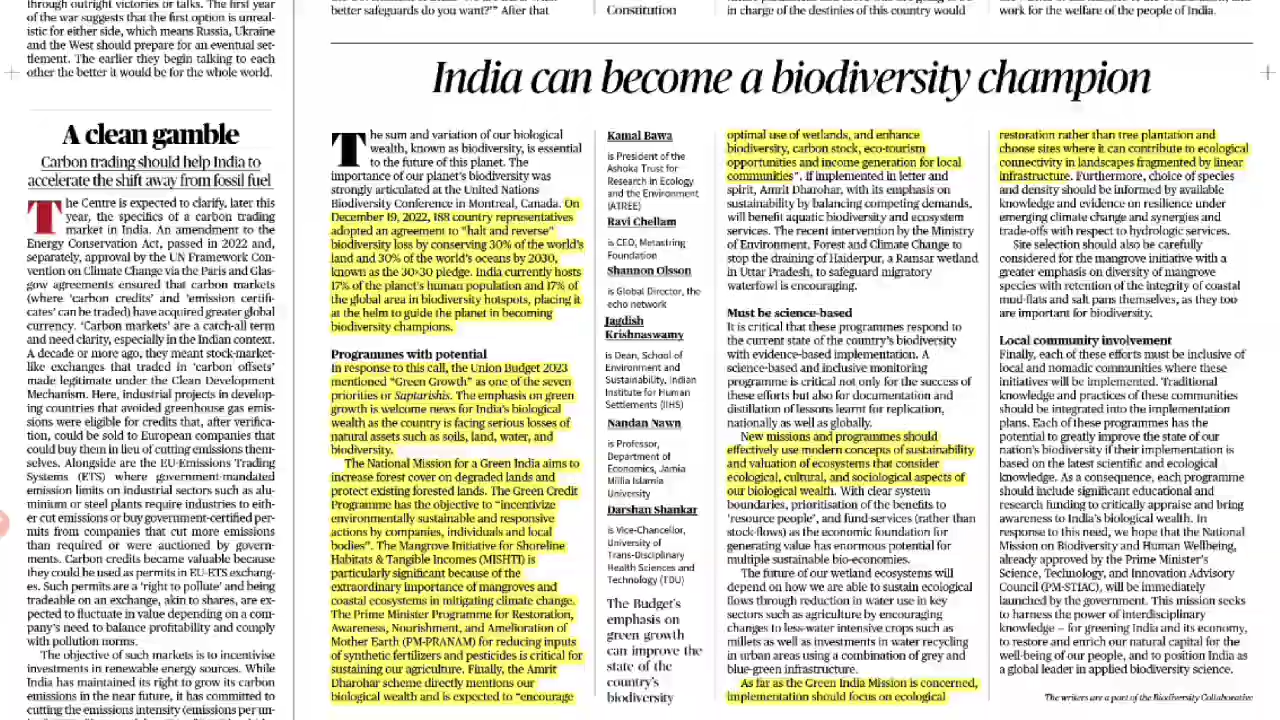 through outright victories or talks. The first year
of the war suggests that the first option is unreal-
istic for either side, which means Russia, Ukraine
and the West should prepare for an eventual set-
tlement. The earlier they begin talking to each
other the better it would be for the whole world.
A clean gamble
Carbon trading should help India to
accelerate the shift away from fossil fuel
The Centre is expected to clarify, later this
year, the specifics of a carbon trading
market in India. An amendment to the
Energy Conservation Act, passed in 2022 and,
separately, approval by the UN Framework Con-
vention on Climate Change via the Paris and Glas-
gow agreements ensured that carbon markets
(where 'carbon credits' and 'emission certifi-
cates' can be traded) have acquired greater global
currency. 'Carbon markets' are a catch-all term
and need clarity, especially in the Indian context.
A decade or more ago, they meant stock-market-
like exchanges that traded in 'carbon offsets'
made legitimate under the Clean Development
Mechanism. Here, industrial projects in develop-
ing countries that avoided greenhouse gas emis-
sions were eligible for credits that, after verifica-
tion, could be sold to European companies that
could buy them in lieu of cutting emissions them-
selves. Alongside are the EU-Emissions Trading
Systems (ETS) where government-mandated
emission limits on industrial sectors such as alu-
minium or steel plants require industries to eith-
er cut emissions or buy government-certified per-
mits from companies that cut more emissions
than required or were auctioned by govern-
ments. Carbon credits became valuable because
they could be used as permits in EU-ETS exchang-
es. Such permits are a 'right to pollute' and being
tradeable on an exchange, akin to shares, are ex-
pected to fluctuate in value depending on a com-
pany's need to balance profitability and comply
with pollution norms.
The objective of such markets is to incentivise
investments in renewable energy sources. While
India has maintained its right to grow its carbon
emissions in the near future, it has committed to
cutting the emissions intensity (emissions per un-
better safeguards do you want?'" After that
Constitution
in charge of the destinies of this country would
work for the welfare of the people of India.
India can become a biodiversity champion
The sum and variation of our biological
wealth, known as biodiversity, is essential
to the future of this planet. The
importance of our planet's biodiversity was
strongly articulated at the United Nations
Biodiversity Conference in Montreal, Canada. On
December 19, 2022, 188 country representatives
adopted an agreement to "halt and reverse"
biodiversity loss by conserving 30% of the world's
land and 30% of the world's oceans by 2030,
known as the 30×30 pledge. India currently hosts
17% of the planet's human population and 17% of
the global area in biodiversity hotspots, placing it
at the helm to guide the planet in becoming
biodiversity champions.
Programmes with potential
In response to this call, the Union Budget 2023
mentioned "Green Growth" as one of the seven
priorities or Saptarishis. The emphasis on green
growth is welcome news for India's biological
wealth as the country is facing serious losses of
natural assets such as soils, land, water, and
biodiversity.
The National Mission for a Green India aims to
increase forest cover on degraded lands and
protect existing forested lands. The Green Credit
Programme has the objective to "incentivize
environmentally sustainable and responsive
actions by companies, individuals and local
bodies". The Mangrove Initiative for Shoreline
Habitats & Tangible Incomes (MISHTI) is
particularly significant because of the
extraordinary importance of mangroves and
coastal ecosystems in mitigating climate change.
The Prime Minister Programme for Restoration,
Awareness, Nourishment, and Amelioration of
Mother Earth (PM-PRANAM) for reducing inputs
of synthetic fertilizers and pesticides is critical for
sustaining our agriculture. Finally, the Amrit
Dharohar scheme directly mentions our
biological wealth and is expected to "encourage
Kamal Bawa
is President of the
Ashoka Trust for
Research in Ecology
and the Environment
(ATREE)
Ravi Chellam
is CEO, Metastring
Foundation
Shannon Olsson
is Global Director, the
echo network
Jagdish
Krishnaswamy
is Dean, School of
Environment and
Sustainability, Indian
Institute for Human
Settlements (IIHS)
Nandan Nawn
is Professor,
Department of
Economics, Jamia
Millia Islamia
University
Darshan Shankar
is Vice-Chancellor,
University of
Trans-Disciplinary
Health Sciences and
Technology (TDU)
The Budget's
emphasis on
green growth
can improve the
state of the
country's
biodiversity
optimal use of wetlands, and enhance
biodiversity, carbon stock, eco-tourism
opportunities and income generation for local
communities". If implemented in letter and
spirit, Amrit Dharohar, with its emphasis on
sustainability by balancing competing demands,
will benefit aquatic biodiversity and ecosystem
services. The recent intervention by the Ministry
of Environment, Forest and Climate Change to
stop the draining of Haiderpur, a Ramsar wetland
in Uttar Pradesh, to safeguard migratory
waterfowl is encouraging.
Must be science-based
It is critical that these programmes respond to
the current state of the country's biodiversity
with evidence-based implementation. A
science-based and inclusive monitoring
programme is critical not only for the success of
these efforts but also for documentation and
distillation of lessons learnt for replication,
nationally as well as globally.
New missions and programmes should
effectively use modern concepts of sustainability
and valuation of ecosystems that consider
ecological, cultural, and sociological aspects of
our biological wealth. With clear system
boundaries, prioritisation of the benefits to
'resource people', and fund-services (rather than
stock-flows) as the economic foundation for
generating value has enormous potential for
multiple sustainable bio-economies.
The future of our wetland ecosystems will
depend on how we are able to sustain ecological
flows through reduction in water use in key
sectors such as agriculture by encouraging
changes to less-water intensive crops such as
millets as well as investments in water recycling
in urban areas using a combination of grey and
blue-green infrastructure.
As far as the Green India Mission is concerned,
implementation should focus on ecological
restoration rather than tree plantation and
choose sites where it can contribute to ecological
connectivity in landscapes fragmented by linear
infrastructure. Furthermore, choice of species
and density should be informed by available
knowledge and evidence on resilience under
emerging climate change and synergies and
trade-offs with respect to hydrologic services.
Site selection should also be carefully
considered for the mangrove initiative with a
greater emphasis on diversity of mangrove
species with retention of the integrity of coastal
mud-flats and salt pans themselves, as they too
are important for biodiversity.
Local community involvement
Finally, each of these efforts must be inclusive of
local and nomadic communities where these
initiatives will be implemented. Traditional
knowledge and practices of these communities
should be integrated into the implementation
plans. Each of these programmes has the
potential to greatly improve the state of our
nation's biodiversity if their implementation is
based on the latest scientific and ecological
knowledge. As a consequence, each programme
should include significant educational and
research funding to critically appraise and bring
awareness to India's biological wealth. In
response to this need, we hope that the National
Mission on Biodiversity and Human Wellbeing,
already approved by the Prime Minister's
Science, Technology, and Innovation Advisory
Council (PM-STIAC), will be immediately
launched by the government. This mission seeks
to harness the power of interdisciplinary
knowledge – for greening India and its economy,
to restore and enrich our natural capital for the
well-being of our people, and to position India as
a global leader in applied biodiversity science.
The writers are a part of the Biodiversity Collaborative